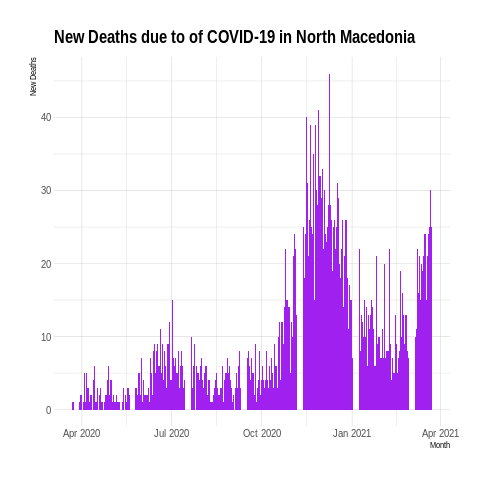 New Deaths due to of COVID-19 in North Macedonia
New Deaths
40
30
20
10
0
Apr 2020 Jul 2020 Oct 2020 Jan 2021 Apr 2021
Month